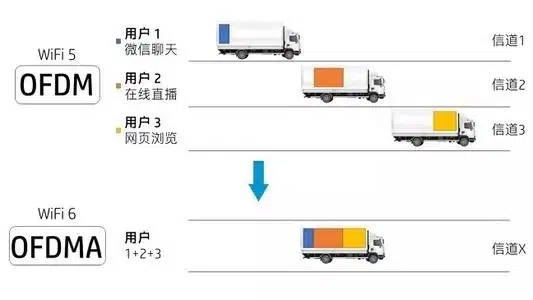 WiFi 5
OFDM
用户 1
微信聊天
信道1
用户 2
在线直播
信道2
用户 3
网页浏览
信道3
WiFi 6
OFDMA
用户
1+2+3
信道X